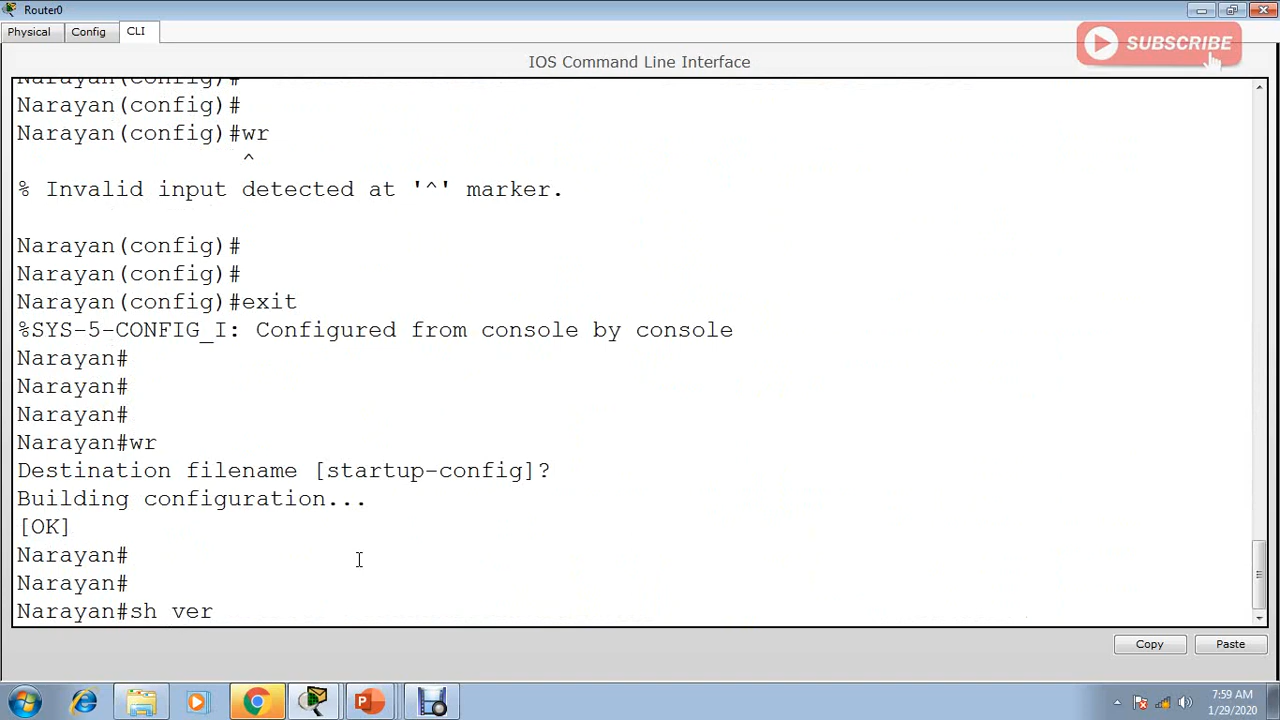 Router0
Physical Config CLI
SUBSCRIBE
IOS Command Line Interface
Narayan(config)#
Narayan(config)#
Narayan(config)#wr
^
% Invalid input detected at '^' marker.
Narayan(config)#
Narayan(config)#
Narayan(config)#exit
%SYS-5-CONFIG_I: Configured from console by console
Narayan#
Narayan#
Narayan#
Narayan#wr
Destination filename [startup-config]?
Building configuration...
[OK]
Narayan#
Narayan#
Narayan#sh ver
Copy Paste
7:59 AM
1/29/2020